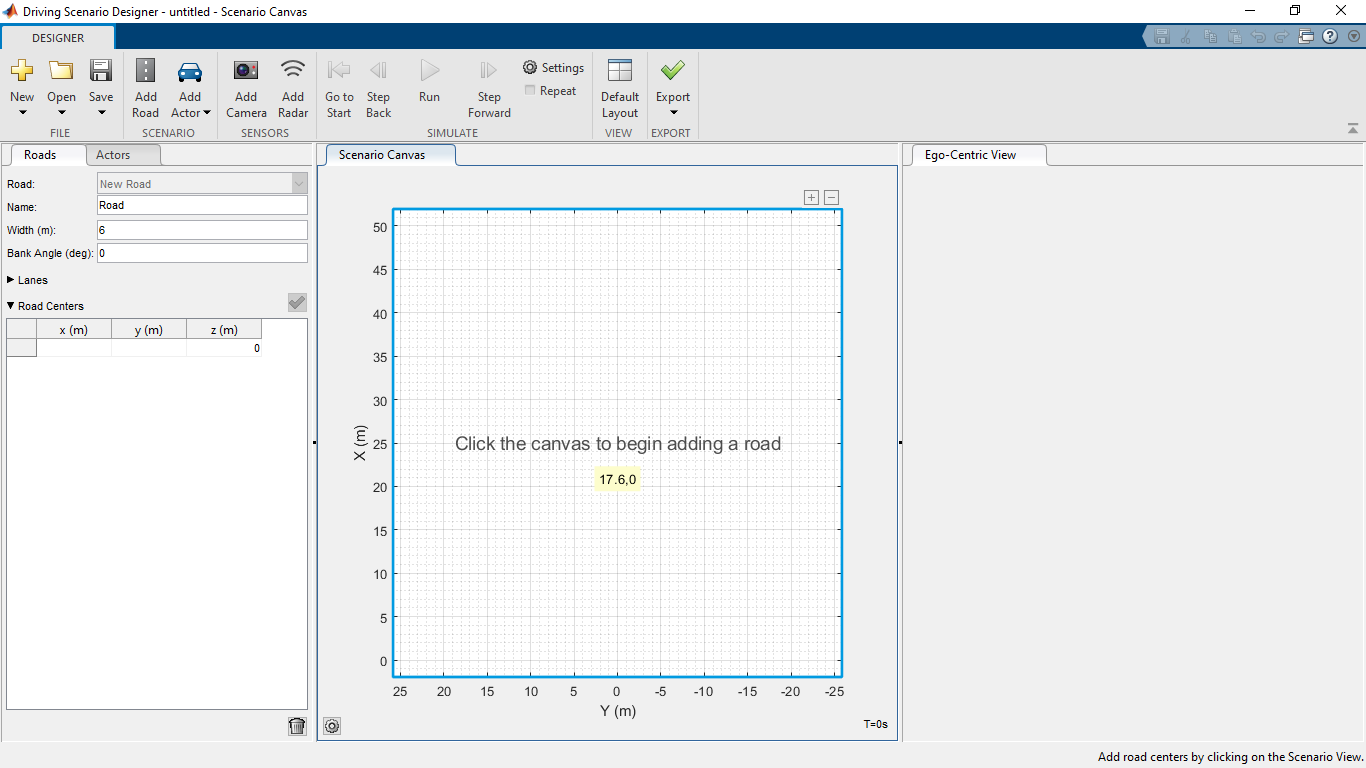 Driving Scenario Designer - untitled - Scenario Canvas
DESIGNER
New
Open
Save
FILE
Add Road
Add Actor
SCENARIO
Add Camera
Add Radar
SENSORS
Go to Start
Step Back
Run
Step Forward
Settings
Repeat
SIMULATE
Default Layout
VIEW
Export
EXPORT
Roads
Actors
Road:
New Road
Name:
Road
Width (m):
6
Bank Angle (deg):
0
Lanes
Road Centers
x (m)
y (m)
z (m)
0
Scenario Canvas
50
45
40
35
30
25
20
15
10
5
0
X (m)
Click the canvas to begin adding a road
17.6,0
25
20
15
10
5
0
-5
-10
-15
-20
-25
Y (m)
T=0s
Ego-Centric View
Add road centers by clicking on the Scenario View.